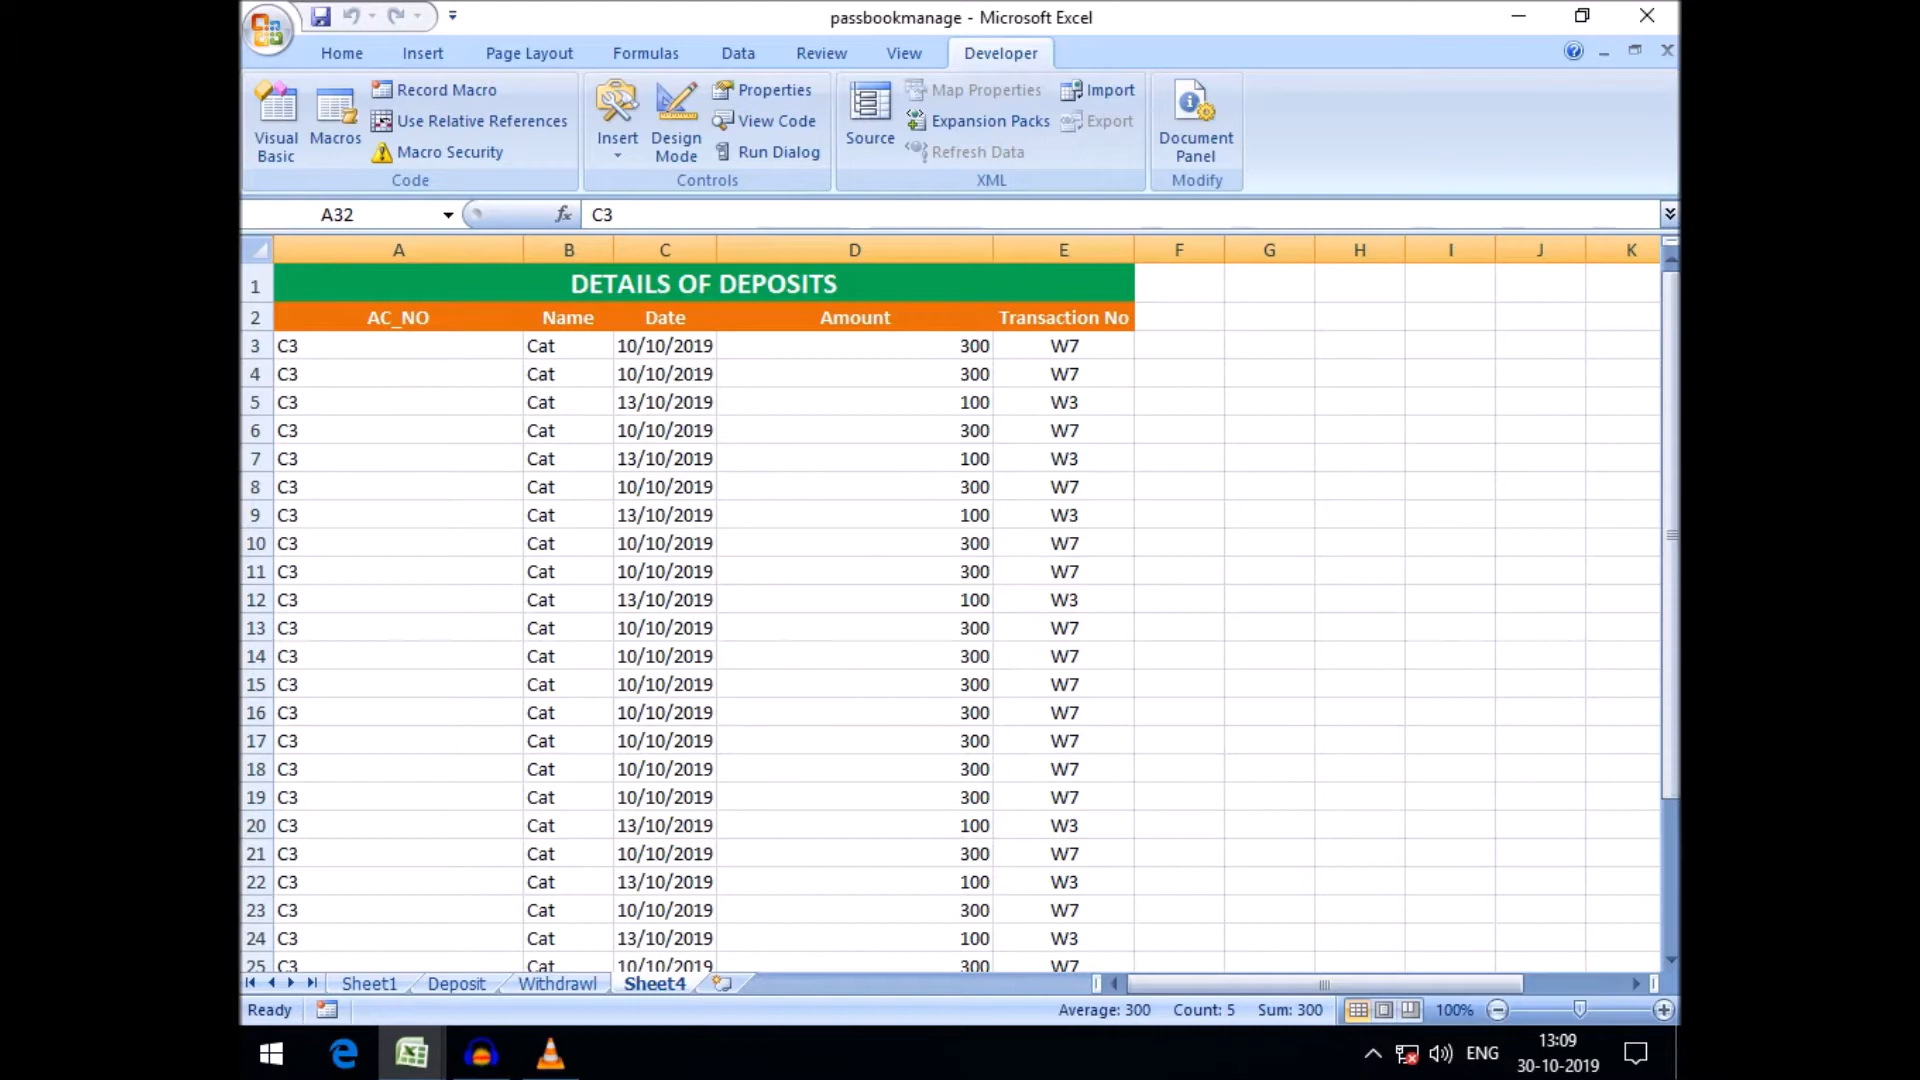 passbookmanage - Microsoft Excel
Home Insert Page Layout Formulas Data Review View Developer
Visual Basic
Macros
Record Macro
Use Relative References
Macro Security
Code
Insert
Design Mode
Properties
View Code
Run Dialog
Controls
Source
Map Properties
Expansion Packs
Refresh Data
Import
Export
XML
Document Panel
Modify
A32 fx C3
A B C D E F G H I J K
1 DETAILS OF DEPOSITS
2 AC_NO Name Date Amount Transaction No
3 C3 Cat 10/10/2019 300 W7
4 C3 Cat 10/10/2019 300 W7
5 C3 Cat 13/10/2019 100 W3
6 C3 Cat 10/10/2019 300 W7
7 C3 Cat 13/10/2019 100 W3
8 C3 Cat 10/10/2019 300 W7
9 C3 Cat 13/10/2019 100 W3
10 C3 Cat 10/10/2019 300 W7
11 C3 Cat 10/10/2019 300 W7
12 C3 Cat 13/10/2019 100 W3
13 C3 Cat 10/10/2019 300 W7
14 C3 Cat 10/10/2019 300 W7
15 C3 Cat 10/10/2019 300 W7
16 C3 Cat 10/10/2019 300 W7
17 C3 Cat 10/10/2019 300 W7
18 C3 Cat 10/10/2019 300 W7
19 C3 Cat 10/10/2019 300 W7
20 C3 Cat 13/10/2019 100 W3
21 C3 Cat 10/10/2019 300 W7
22 C3 Cat 13/10/2019 100 W3
23 C3 Cat 10/10/2019 300 W7
24 C3 Cat 13/10/2019 100 W3
25 C3 Cat 10/10/2019 300 W7
Sheet1 Deposit Withdrawl Sheet4
Ready Average: 300 Count: 5 Sum: 300 100%
ENG
13:09
30-10-2019